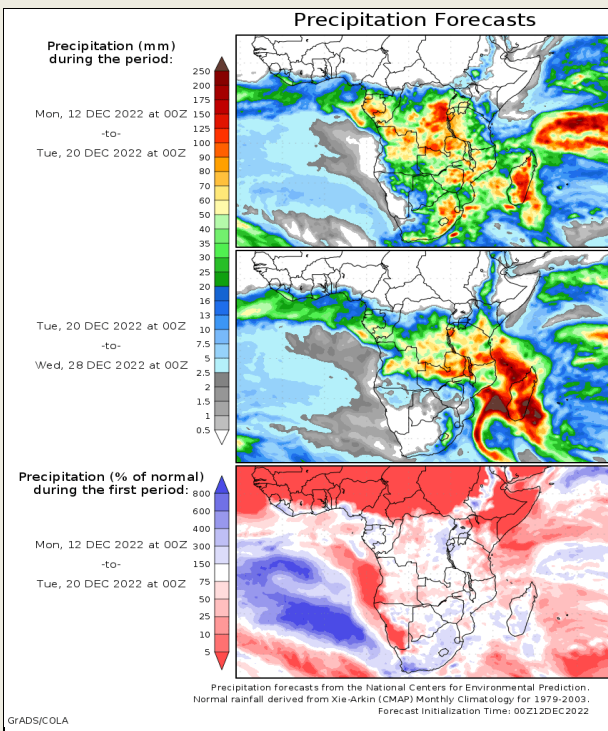 Precipitation Forecasts
Precipitation (mm)
during the period:
250
200
175
150
125
100
90
80
70
60
50
40
35
30
25
20
16
13
10
7.5
5
2.5
2
1.5
1
0.5
Mon, 12 DEC 2022 at 00Z
-to-
Tue, 20 DEC 2022 at 00Z
Tue, 20 DEC 2022 at 00Z
-to-
Wed, 28 DEC 2022 at 00Z
Precipitation (% of normal)
during the first period:
800
600
400
300
150
75
50
25
10
5
Mon, 12 DEC 2022 at 00Z
-to-
Tue, 20 DEC 2022 at 00Z
Precipitation forecasts from the National Centers for Environmental Prediction.
Normal rainfall derived from Xie-Arkin (CMAP) Monthly Climatology for 1979-2003.
Forecast Initialization Time: 00Z12DEC2022
GrADS/COLA